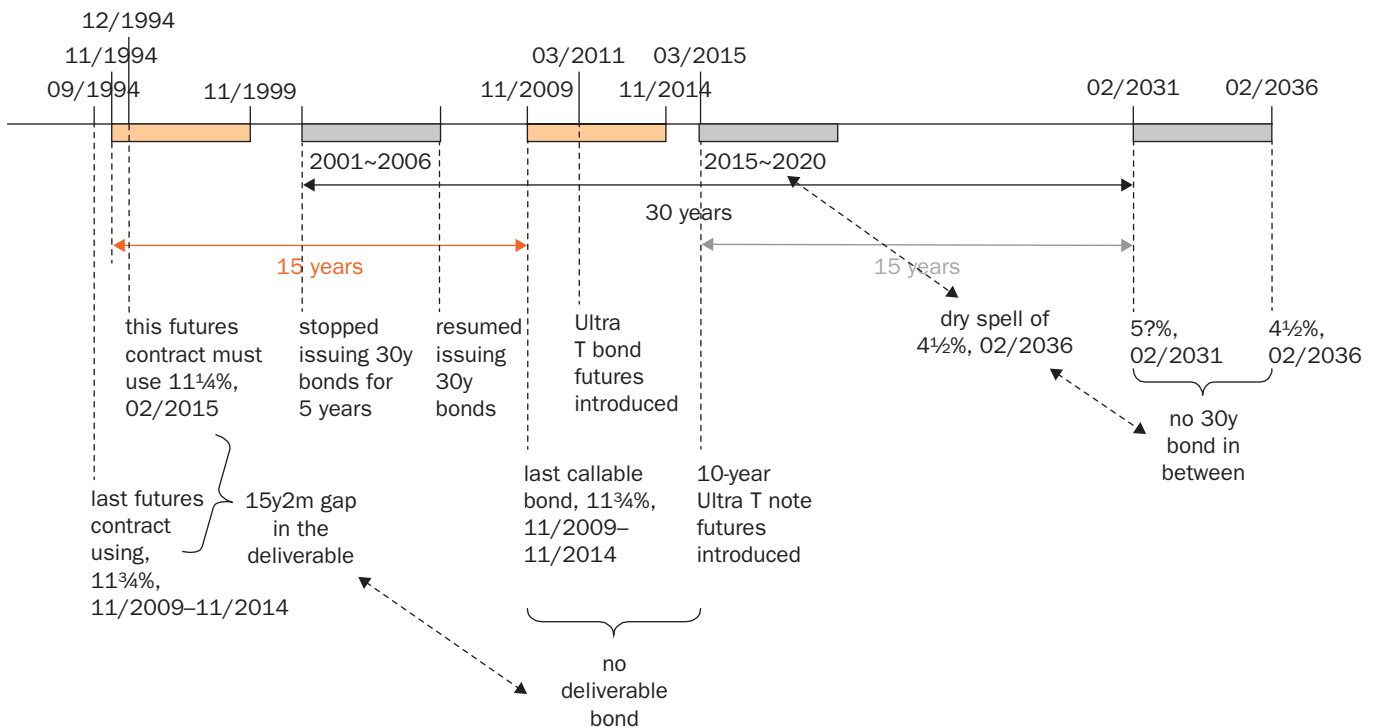 12/1994
11/1994
09/1994
11/1999
03/2011
03/2015
11/2009
11/2014
02/2031
02/2036
2001~2006
2015~2020
30 years
15 years
15 years
this futures
contract must
use 11¼%,
02/2015
stopped
issuing 30y
bonds for
5 years
resumed
issuing
30y
bonds
Ultra
T bond
futures
introduced
dry spell of
4½%, 02/2036
5?%,
02/2031
4½%,
02/2036
no 30y
bond in
between
last futures
contract
using,
11¾%,
11/2009–11/2014
15y2m gap
in the
deliverable
last callable
bond, 11¾%,
11/2009–
11/2014
10-year
Ultra T note
futures
introduced
no
deliverable
bond